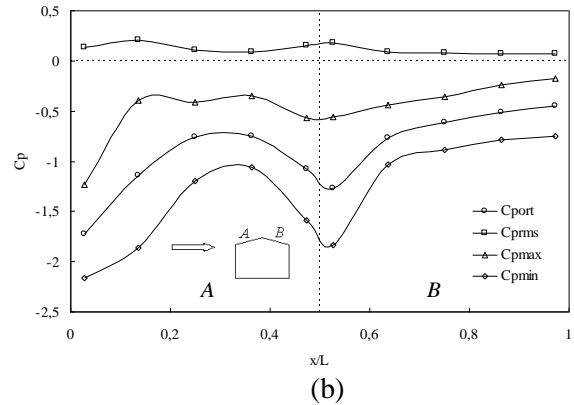 0,5
0
-0,5
-1
-1,5
-2
-2,5
Cp
A B
A
B
Cport
Cprms
Cpmax
Cpmin
0 0,2 0,4 0,6 0,8 1
x/L
(b)